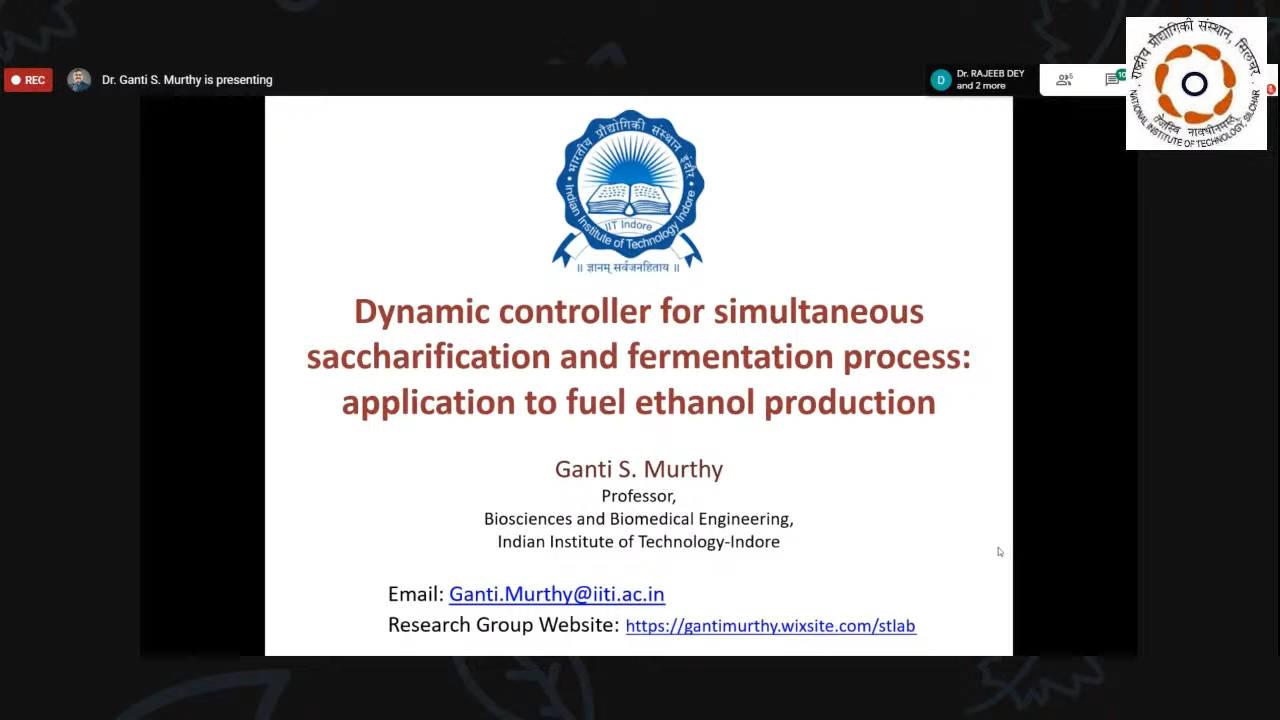 REC
Dr. Ganti S. Murthy is presenting
D
Dr. RAJEEB DEY
and 2 more
5
10
राष्ट्रीय प्रौद्योगिकी संस्थान, सिलचर
NATIONAL INSTITUTE OF TECHNOLOGY, SILCHAR
भारतीय प्रौद्योगिकी संस्थान इंदौर
Indian Institute of Technology Indore
IIT Indore
॥ ज्ञानम् सर्वजनहिताय ॥
Dynamic controller for simultaneous
saccharification and fermentation process:
application to fuel ethanol production
Ganti S. Murthy
Professor,
Biosciences and Biomedical Engineering,
Indian Institute of Technology-Indore
Email: Ganti.Murthy@iiti.ac.in
Research Group Website: https://gantimurthy.wixsite.com/stlab